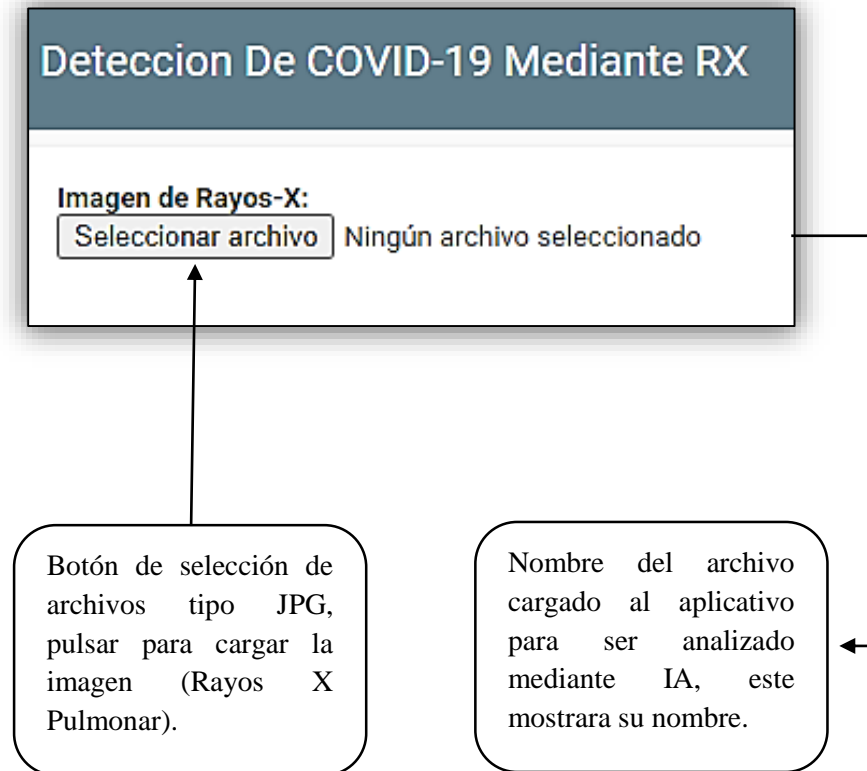 Deteccion De COVID-19 Mediante RX
Imagen de Rayos-X:
Seleccionar archivo Ningún archivo seleccionado
Botón de selección de
archivos tipo JPG,
pulsar para cargar la
imagen (Rayos X
Pulmonar).
Nombre del archivo
cargado al aplicativo
para ser analizado
mediante IA, este
mostrara su nombre.